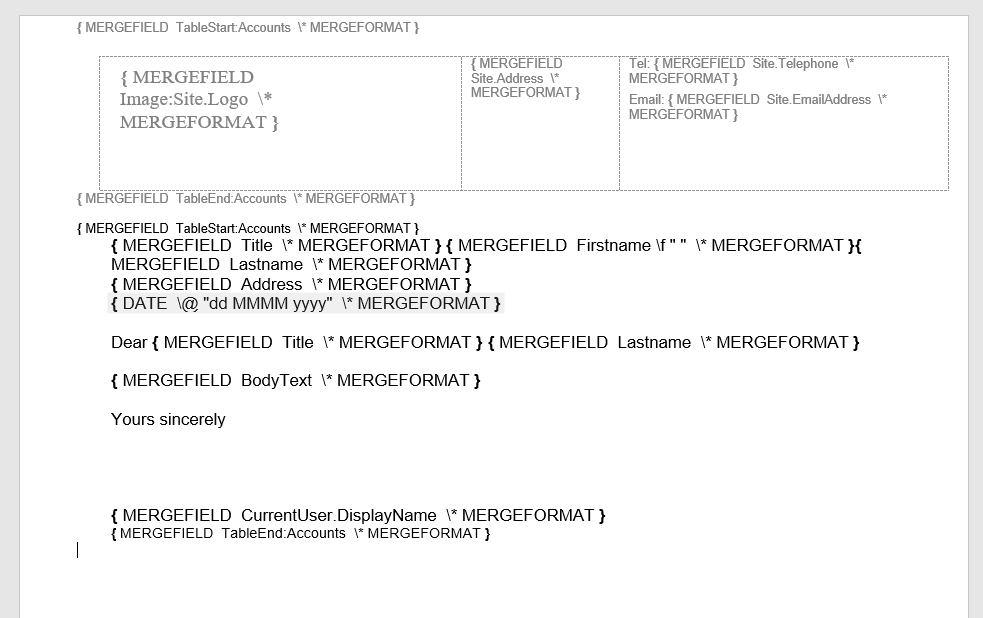 { MERGEFIELD  TableStart:Accounts  \* MERGEFORMAT }
{ MERGEFIELD
Image:Site.Logo  \*
MERGEFORMAT }
{ MERGEFIELD
Site.Address  \*
MERGEFORMAT }
Tel: { MERGEFIELD  Site.Telephone  \*
MERGEFORMAT }
Email: { MERGEFIELD  Site.EmailAddress  \*
MERGEFORMAT }
{ MERGEFIELD  TableEnd:Accounts  \* MERGEFORMAT }
{ MERGEFIELD  TableStart:Accounts  \* MERGEFORMAT }
{ MERGEFIELD  Title  \* MERGEFORMAT } { MERGEFIELD  Firstname \f " "  \* MERGEFORMAT }{
MERGEFIELD  Lastname  \* MERGEFORMAT }
{ MERGEFIELD  Address  \* MERGEFORMAT }
{ DATE  \@ "dd MMMM yyyy"  \* MERGEFORMAT }
Dear { MERGEFIELD  Title  \* MERGEFORMAT } { MERGEFIELD  Lastname  \* MERGEFORMAT }
{ MERGEFIELD  BodyText  \* MERGEFORMAT }
Yours sincerely
{ MERGEFIELD  CurrentUser.DisplayName  \* MERGEFORMAT }
{ MERGEFIELD  TableEnd:Accounts  \* MERGEFORMAT }